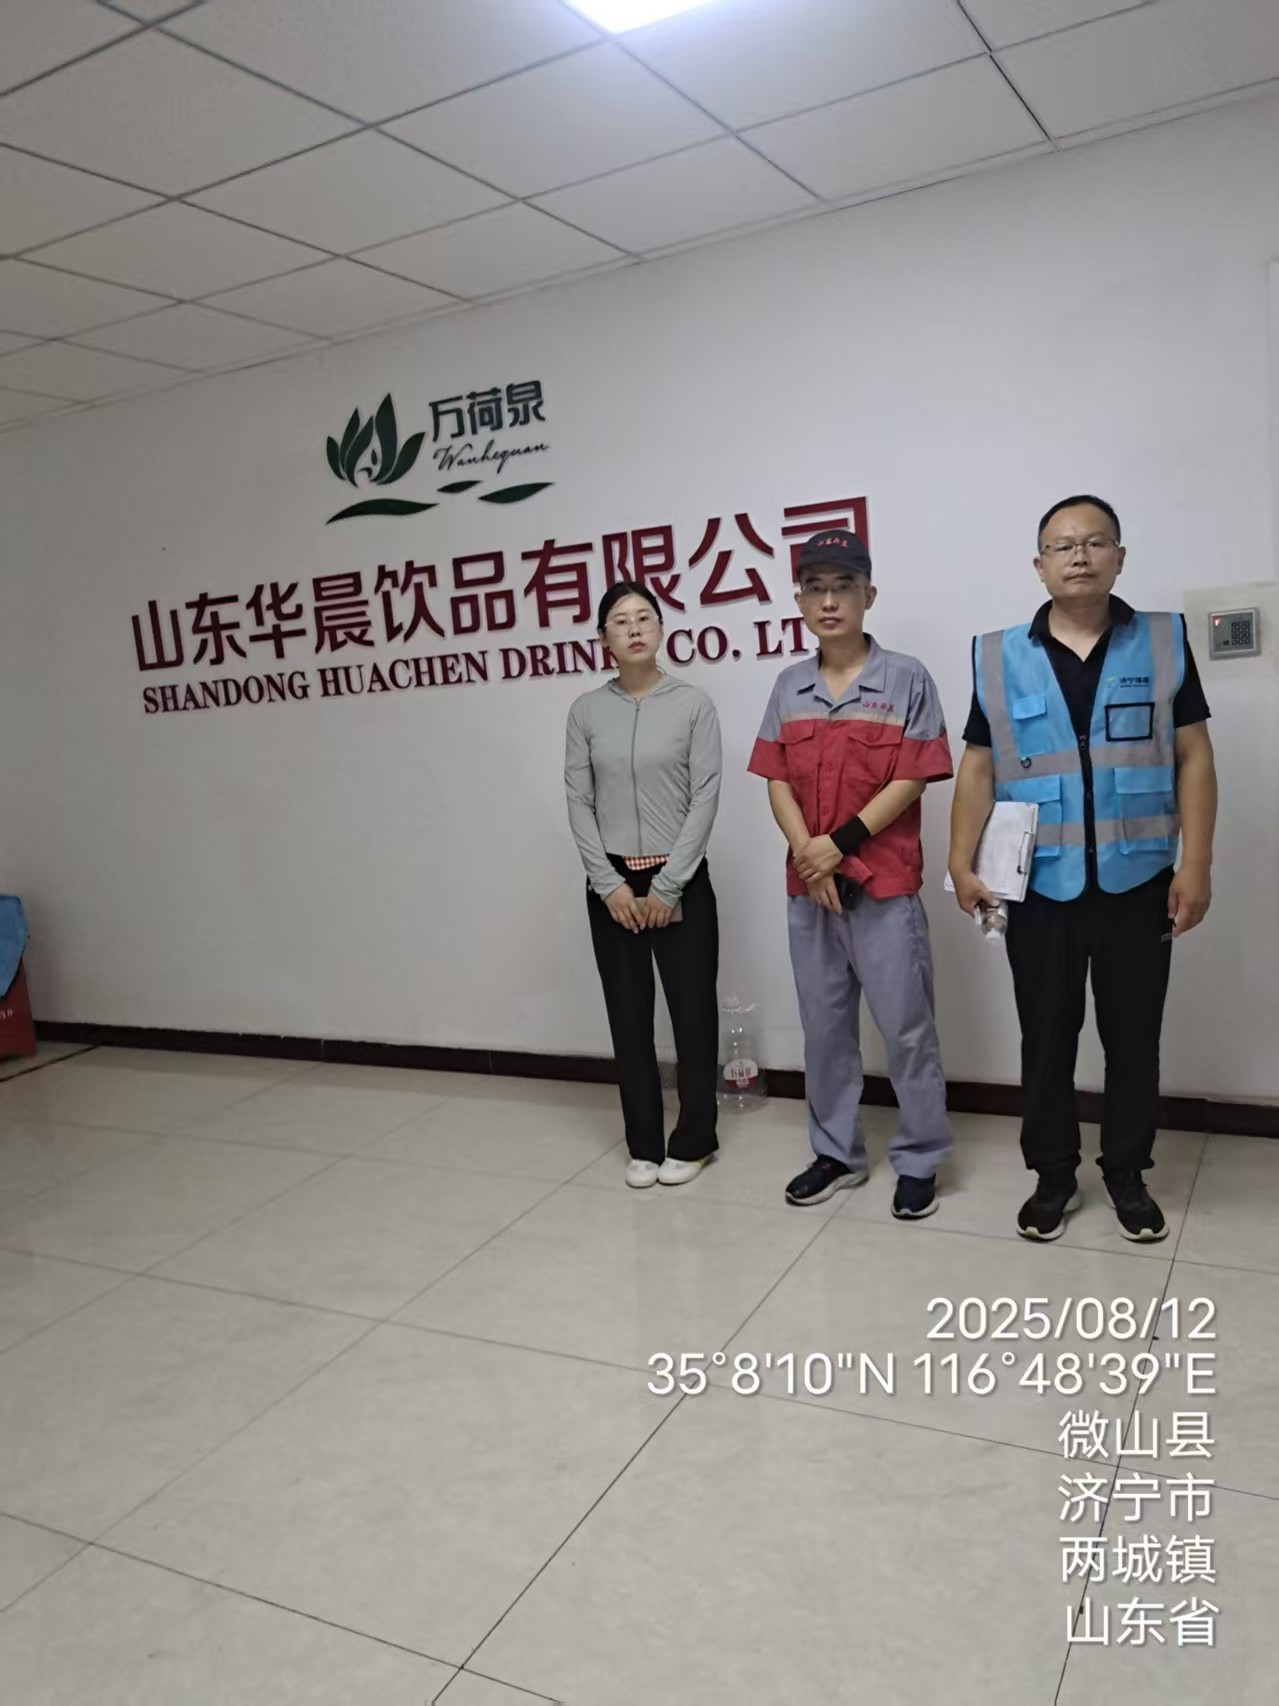 万荷泉
Wanhequan
山东华晨饮品有限公司
SHANDONG HUACHEN DRINK CO. LT
2025/08/12
35°8'10"N 116°48'39"E
微山县
济宁市
两城镇
山东省